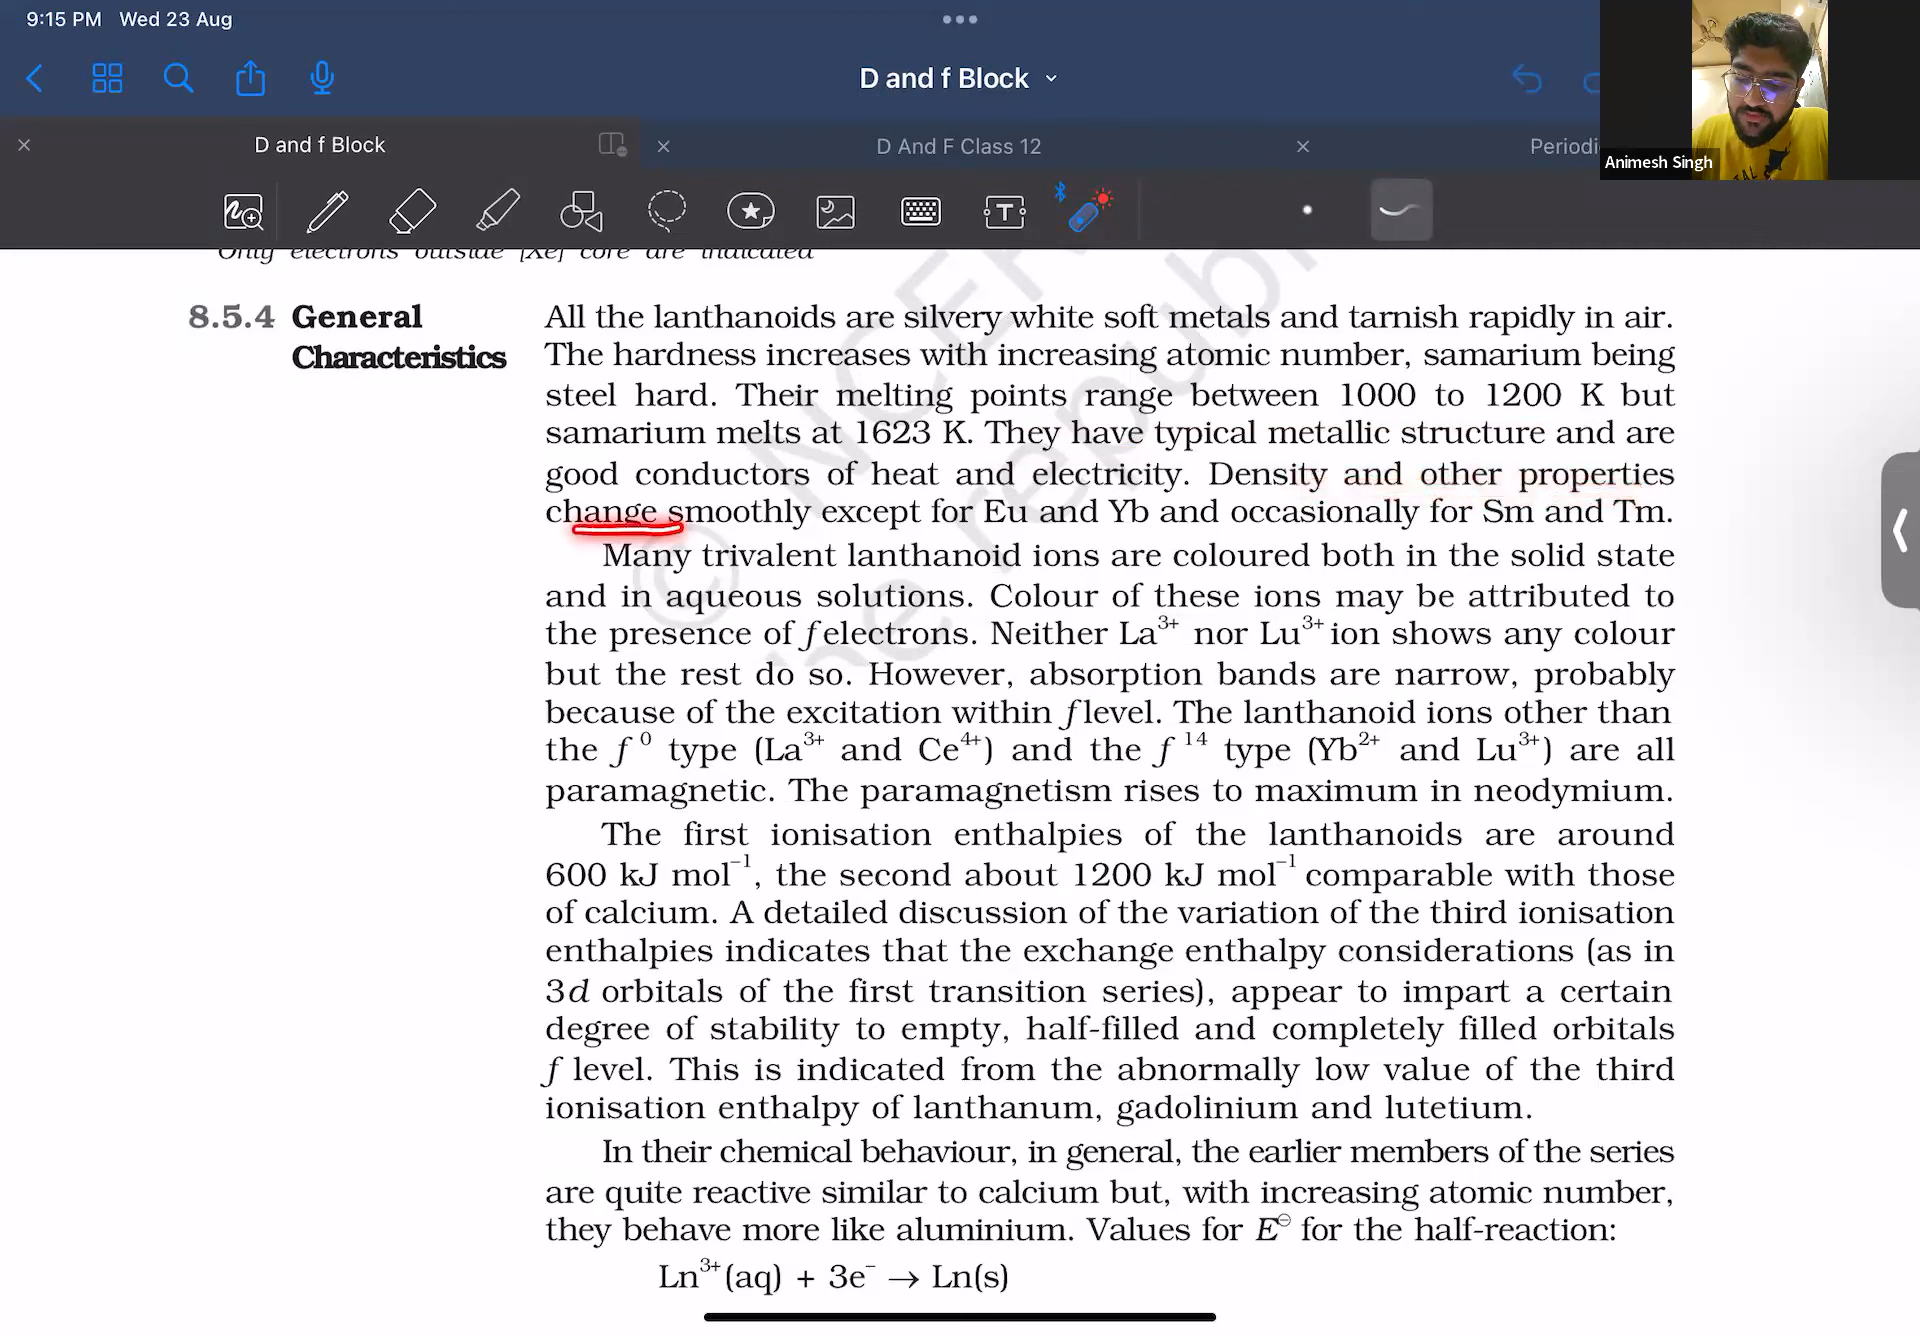 9:15 PM Wed 23 Aug
D and f Block
D and f Block
D And F Class 12
Periodi
Animesh Singh
Only electrons outside [Xe] core are indicated
8.5.4 General Characteristics
All the lanthanoids are silvery white soft metals and tarnish rapidly in air.
The hardness increases with increasing atomic number, samarium being
steel hard. Their melting points range between 1000 to 1200 K but
samarium melts at 1623 K. They have typical metallic structure and are
good conductors of heat and electricity. Density and other properties
change smoothly except for Eu and Yb and occasionally for Sm and Tm.
Many trivalent lanthanoid ions are coloured both in the solid state
and in aqueous solutions. Colour of these ions may be attributed to
the presence of f electrons. Neither La³⁺ nor Lu³⁺ ion shows any colour
but the rest do so. However, absorption bands are narrow, probably
because of the excitation within f level. The lanthanoid ions other than
the f⁰ type (La³⁺ and Ce⁴⁺) and the f¹⁴ type (Yb²⁺ and Lu³⁺) are all
paramagnetic. The paramagnetism rises to maximum in neodymium.
The first ionisation enthalpies of the lanthanoids are around
600 kJ mol⁻¹, the second about 1200 kJ mol⁻¹ comparable with those
of calcium. A detailed discussion of the variation of the third ionisation
enthalpies indicates that the exchange enthalpy considerations (as in
3d orbitals of the first transition series), appear to impart a certain
degree of stability to empty, half-filled and completely filled orbitals
f level. This is indicated from the abnormally low value of the third
ionisation enthalpy of lanthanum, gadolinium and lutetium.
In their chemical behaviour, in general, the earlier members of the series
are quite reactive similar to calcium but, with increasing atomic number,
they behave more like aluminium. Values for E⊖ for the half-reaction:
Ln³⁺(aq) + 3e⁻ → Ln(s)